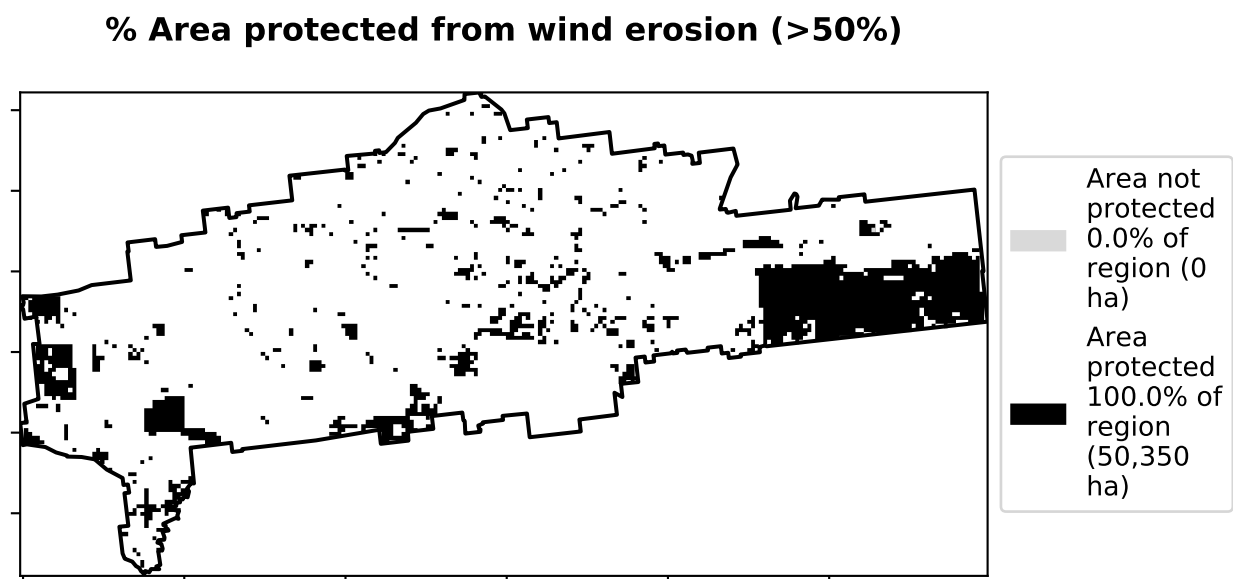 % Area protected from wind erosion (>50%)
Area not
protected
0.0% of
region (0
ha)
Area
protected
100.0% of
region
(50,350
ha)